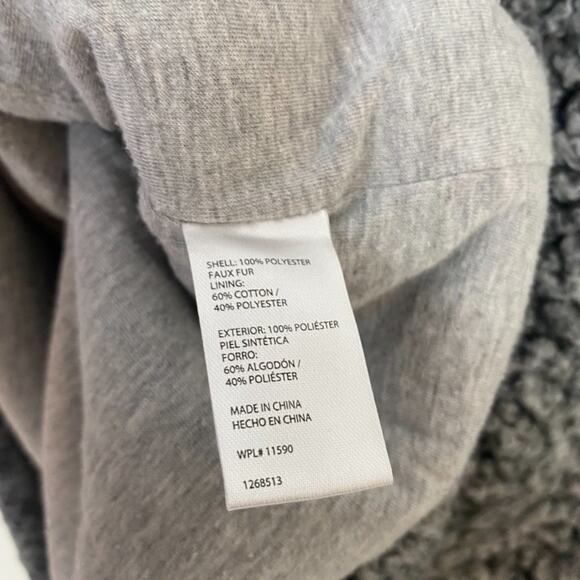 SHELL: 100% POLYESTER
FAUX FUR
LINING:
60% COTTON /
40% POLYESTER
EXTERIOR: 100% POLIÉSTER
PIEL SINTÉTICA
FORRO:
60% ALGODÓN /
40% POLIÉSTER
MADE IN CHINA
HECHO EN CHINA
WPL# 11590
1268513